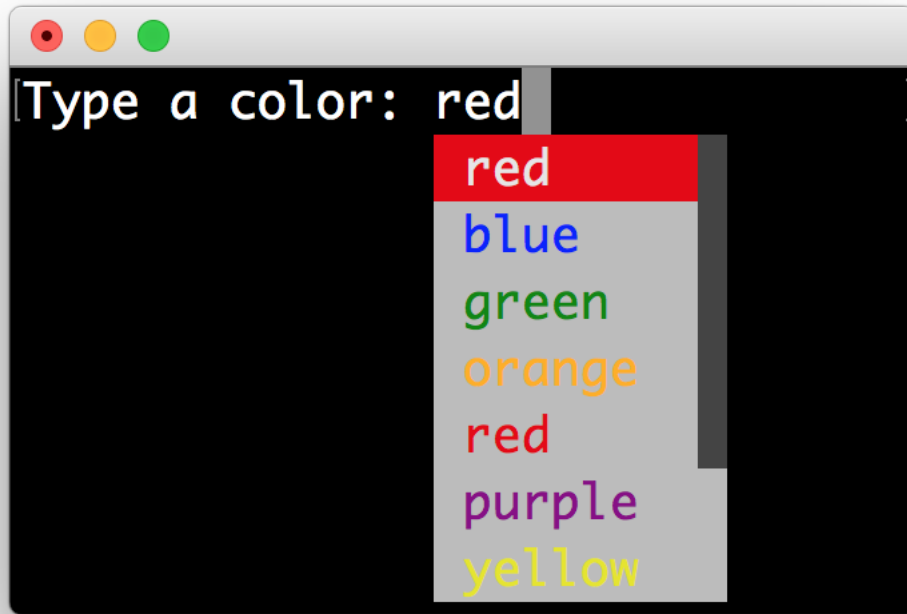 Type a color: red
red
blue
green
orange
red
purple
yellow